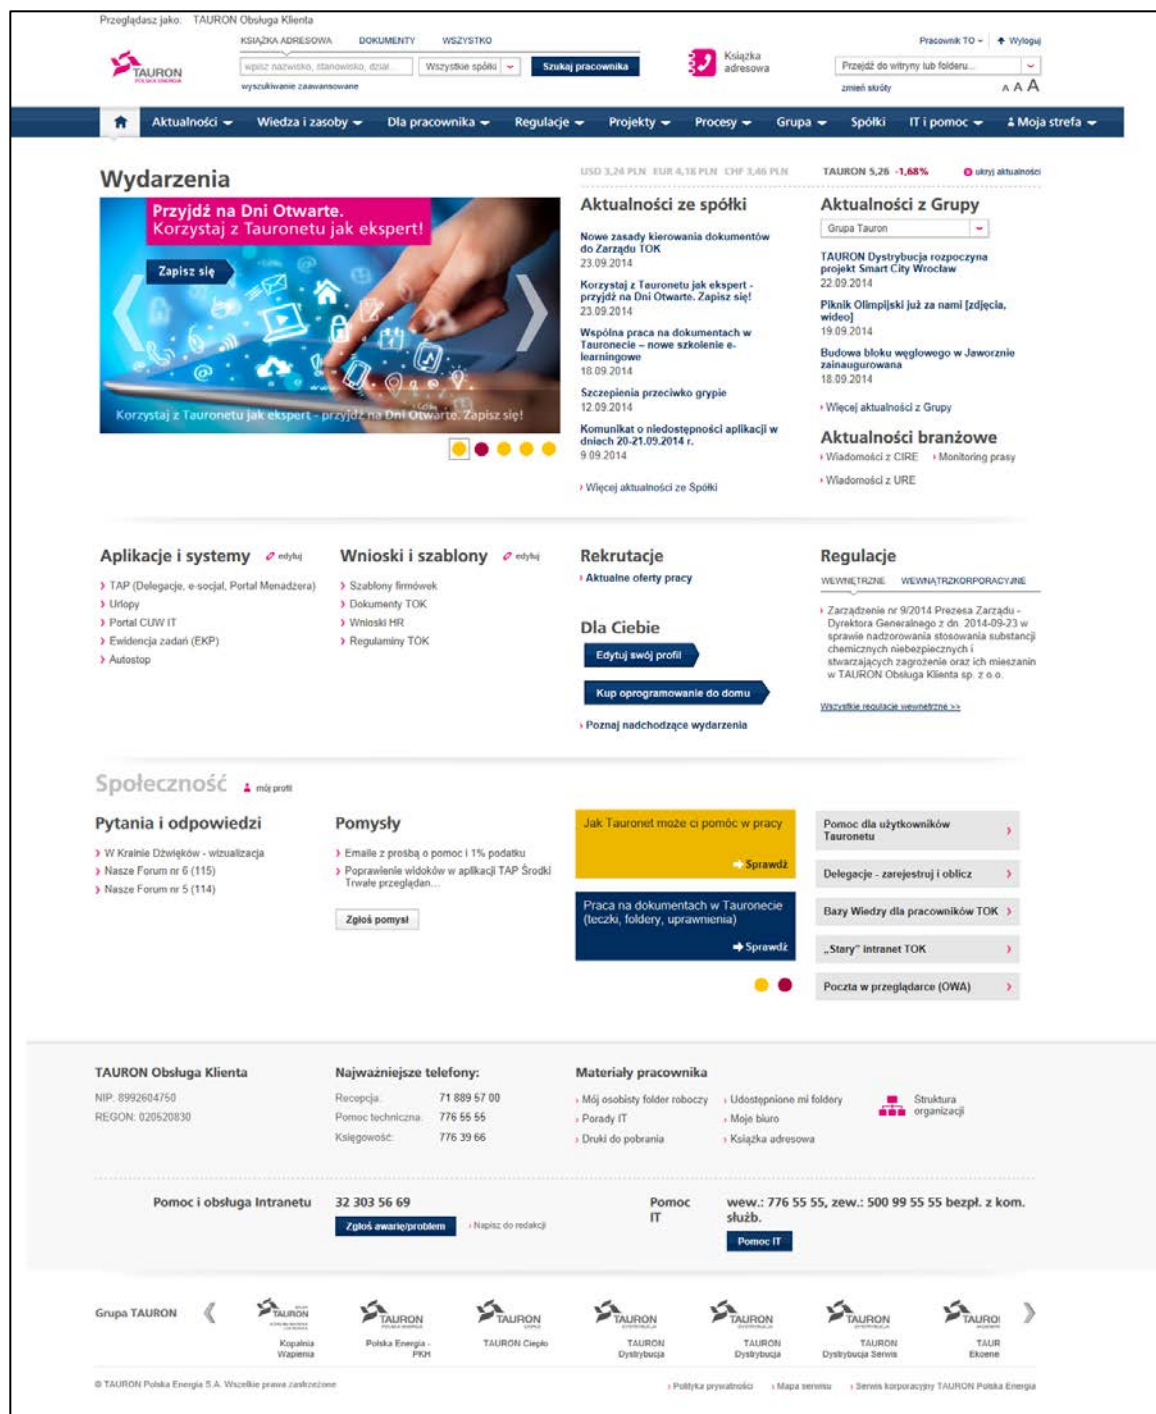 Przeglądasz jako: TAURON Obsługa Klienta
KSIĄŻKA ADRESOWA DOKUMENTY WSZYSTKO
Pracownik TO Wyloguj
TAURON
POLSKA ENERGIA
wpisz nazwisko, stanowisko, dział...
Wszystkie spółki
Szukaj pracownika
Książka
adresowa
Przejdź do witryny lub folderu...
wyszukiwanie zaawansowane
zmień skróty
A A A
Aktualności Wiedza i zasoby Dla pracownika Regulacje Projekty Procesy Grupa Spółki IT i pomoc Moja strefa
Wydarzenia
USD 3,24 PLN EUR 4,18 PLN CHF 3,46 PLN
TAURON 5,26 -1,68%
ukryj aktualności
Przyjdź na Dni Otwarte.
Korzystaj z Tauronetu jak ekspert!
Zapisz się
Korzystaj z Tauronetu jak ekspert - przyjdź na Dni Otwarte. Zapisz się!
Aktualności ze spółki
Nowe zasady kierowania dokumentów
do Zarządu TOK
23.09.2014
Korzystaj z Tauronetu jak ekspert -
przyjdź na Dni Otwarte. Zapisz się!
23.09.2014
Wspólna praca na dokumentach w
Tauronecie – nowe szkolenie e-
learningowe
18.09.2014
Szczepienia przeciwko grypie
12.09.2014
Komunikat o niedostępności aplikacji w
dniach 20-21.09.2014 r.
9.09.2014
Więcej aktualności ze Spółki
Aktualności z Grupy
Grupa Tauron
TAURON Dystrybucja rozpoczyna
projekt Smart City Wrocław
22.09.2014
Piknik Olimpijski już za nami [zdjęcia,
wideo]
19.09.2014
Budowa bloku węglowego w Jaworznie
zainaugurowana
18.09.2014
Więcej aktualności z Grupy
Aktualności branżowe
Wiadomości z CIRE Monitoring prasy
Wiadomości z URE
Aplikacje i systemy edytuj
TAP (Delegacje, e-socjal, Portal Menadżera)
Urlopy
Portal CUW IT
Ewidencja zadań (EKP)
Autostop
Wnioski i szablony edytuj
Szablony firmówek
Dokumenty TOK
Wnioski HR
Regulaminy TOK
Rekrutacje
Aktualne oferty pracy
Dla Ciebie
Edytuj swój profil
Kup oprogramowanie do domu
Poznaj nadchodzące wydarzenia
Regulacje
WEWNĘTRZNE WEWNĄTRZKORPORACYJNE
Zarządzenie nr 9/2014 Prezesa Zarządu -
Dyrektora Generalnego z dn. 2014-09-23 w
sprawie nadzorowania stosowania substancji
chemicznych niebezpiecznych i
stwarzających zagrożenie oraz ich mieszanin
w TAURON Obsługa Klienta sp. z o.o.
Wszystkie regulacje wewnętrzne >>
Społeczność mój profil
Pytania i odpowiedzi
W Krainie Dźwięków - wizualizacja
Nasze Forum nr 6 (115)
Nasze Forum nr 5 (114)
Pomysły
Emaile z prośbą o pomoc i 1% podatku
Poprawienie widoków w aplikacji TAP Środki
Trwałe przeglądan...
Zgłoś pomysł
Jak Tauronet może ci pomóc w pracy
Sprawdź
Praca na dokumentach w Tauronecie
(teczki, foldery, uprawnienia)
Sprawdź
Pomoc dla użytkowników
Tauronetu
Delegacje - zarejestruj i oblicz
Bazy Wiedzy dla pracowników TOK
„Stary” intranet TOK
Poczta w przeglądarce (OWA)
TAURON Obsługa Klienta
NIP: 8992604750
REGON: 020520830
Najważniejsze telefony:
Recepcja: 71 889 57 00
Pomoc techniczna: 776 55 55
Księgowość: 776 39 66
Materiały pracownika
Mój osobisty folder roboczy Udostępnione mi foldery
Porady IT Moje biuro
Druki do pobrania Książka adresowa
Struktura
organizacji
Pomoc i obsługa Intranetu 32 303 56 69
Zgłoś awarię/problem Napisz do redakcji
Pomoc
IT
wew.: 776 55 55, zew.: 500 99 55 55 bezpł. z kom.
służb.
Pomoc IT
Grupa TAURON
TAURON TAURON TAURON TAURON TAURON TAURON TAURO
Kopalnia
Wapienia
Polska Energia -
PKH
TAURON Ciepło
TAURON
Dystrybucja
TAURON
Dystrybucja
TAURON
Dystrybucja Serwis
TAUR
Ekoene
© TAURON Polska Energia S.A. Wszelkie prawa zastrzeżone
Polityka prywatności Mapa serwisu Serwis korporacyjny TAURON Polska Energia